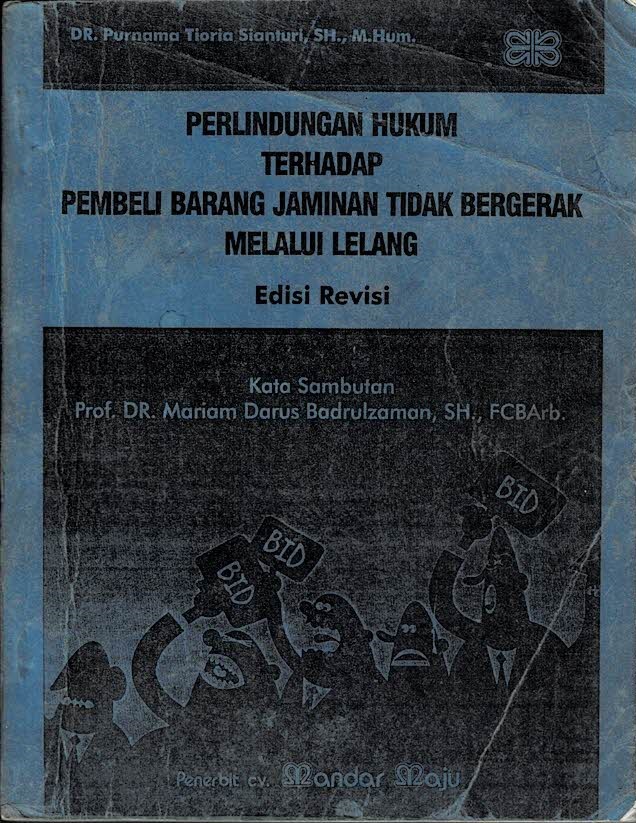 DR. Purnama Tioria Sianturi, SH., M.Hum.
PERLINDUNGAN HUKUM
TERHADAP
PEMBELI BARANG JAMINAN TIDAK BERGERAK
MELALUI LELANG
Edisi Revisi
Kata Sambutan
Prof. DR. Mariam Darus Badrulzaman, SH., FCBArb.
BID
BID
BID
Penerbit cv. Mandar Maju